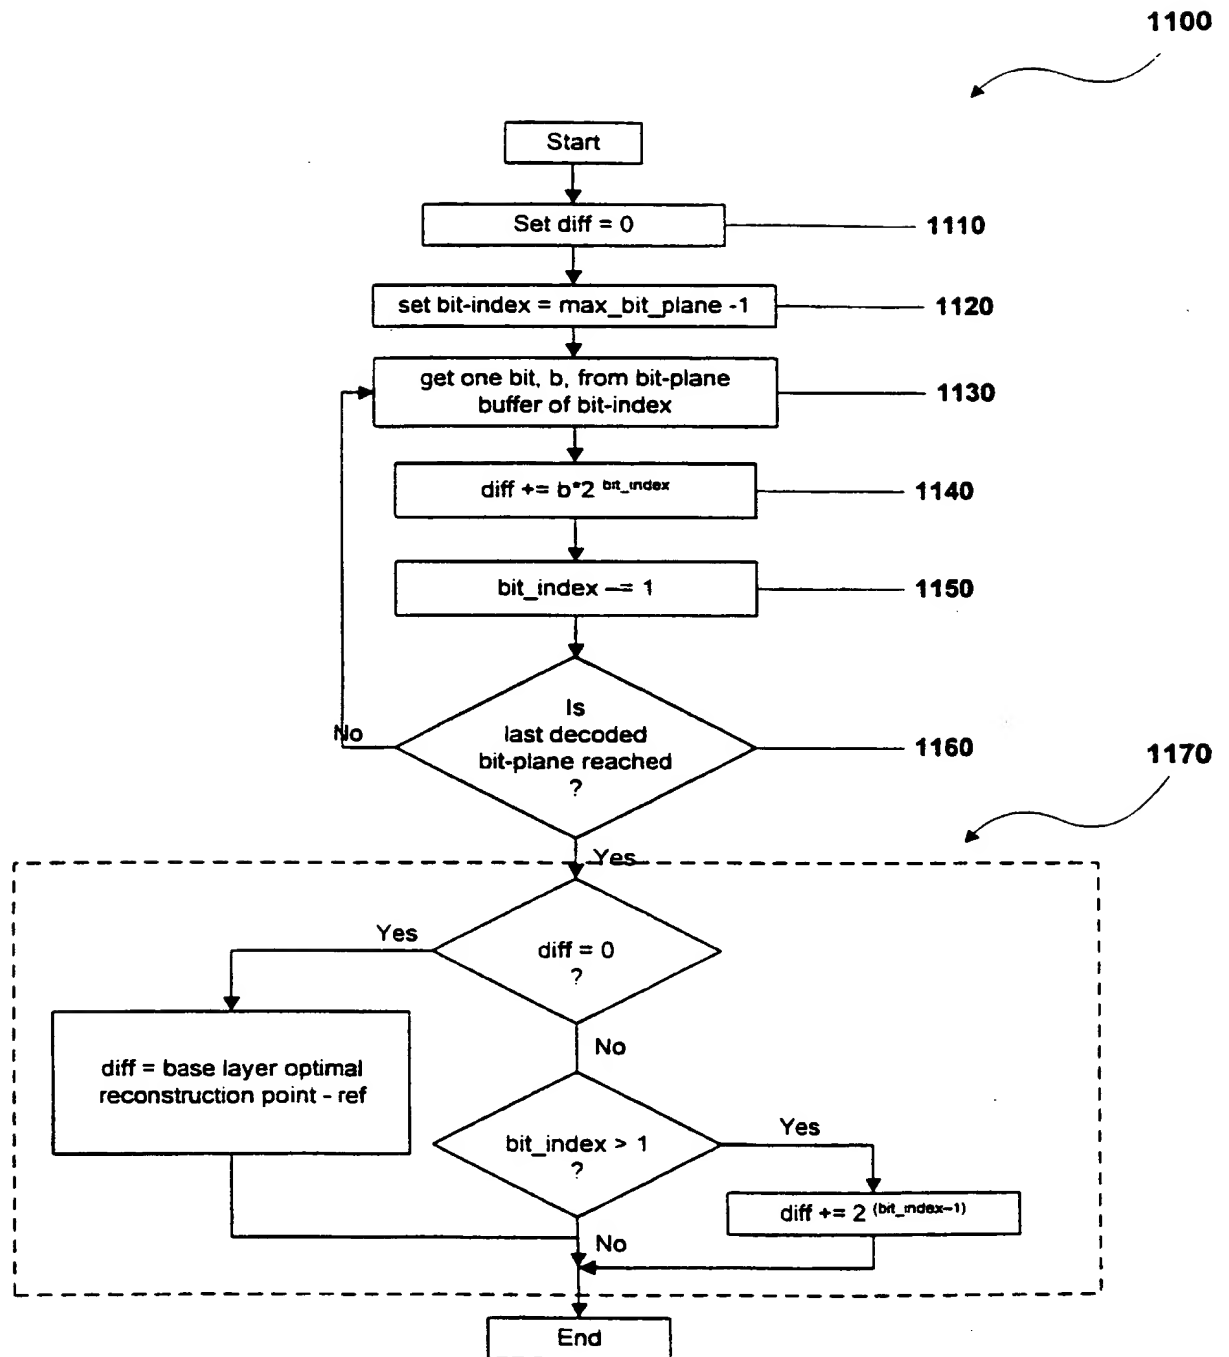 1100
Start
Set diff = 0
1110
set bit-index = max_bit_plane -1
1120
get one bit, b, from bit-plane
buffer of bit-index
1130
diff += b*2 bit_index
1140
bit_index -= 1
1150
Is
last decoded
bit-plane reached
?
1160
No
1170
Yes
diff = 0
?
Yes
diff = base layer optimal
reconstruction point - ref
No
bit_index > 1
?
Yes
diff += 2 (bit_index-1)
No
End